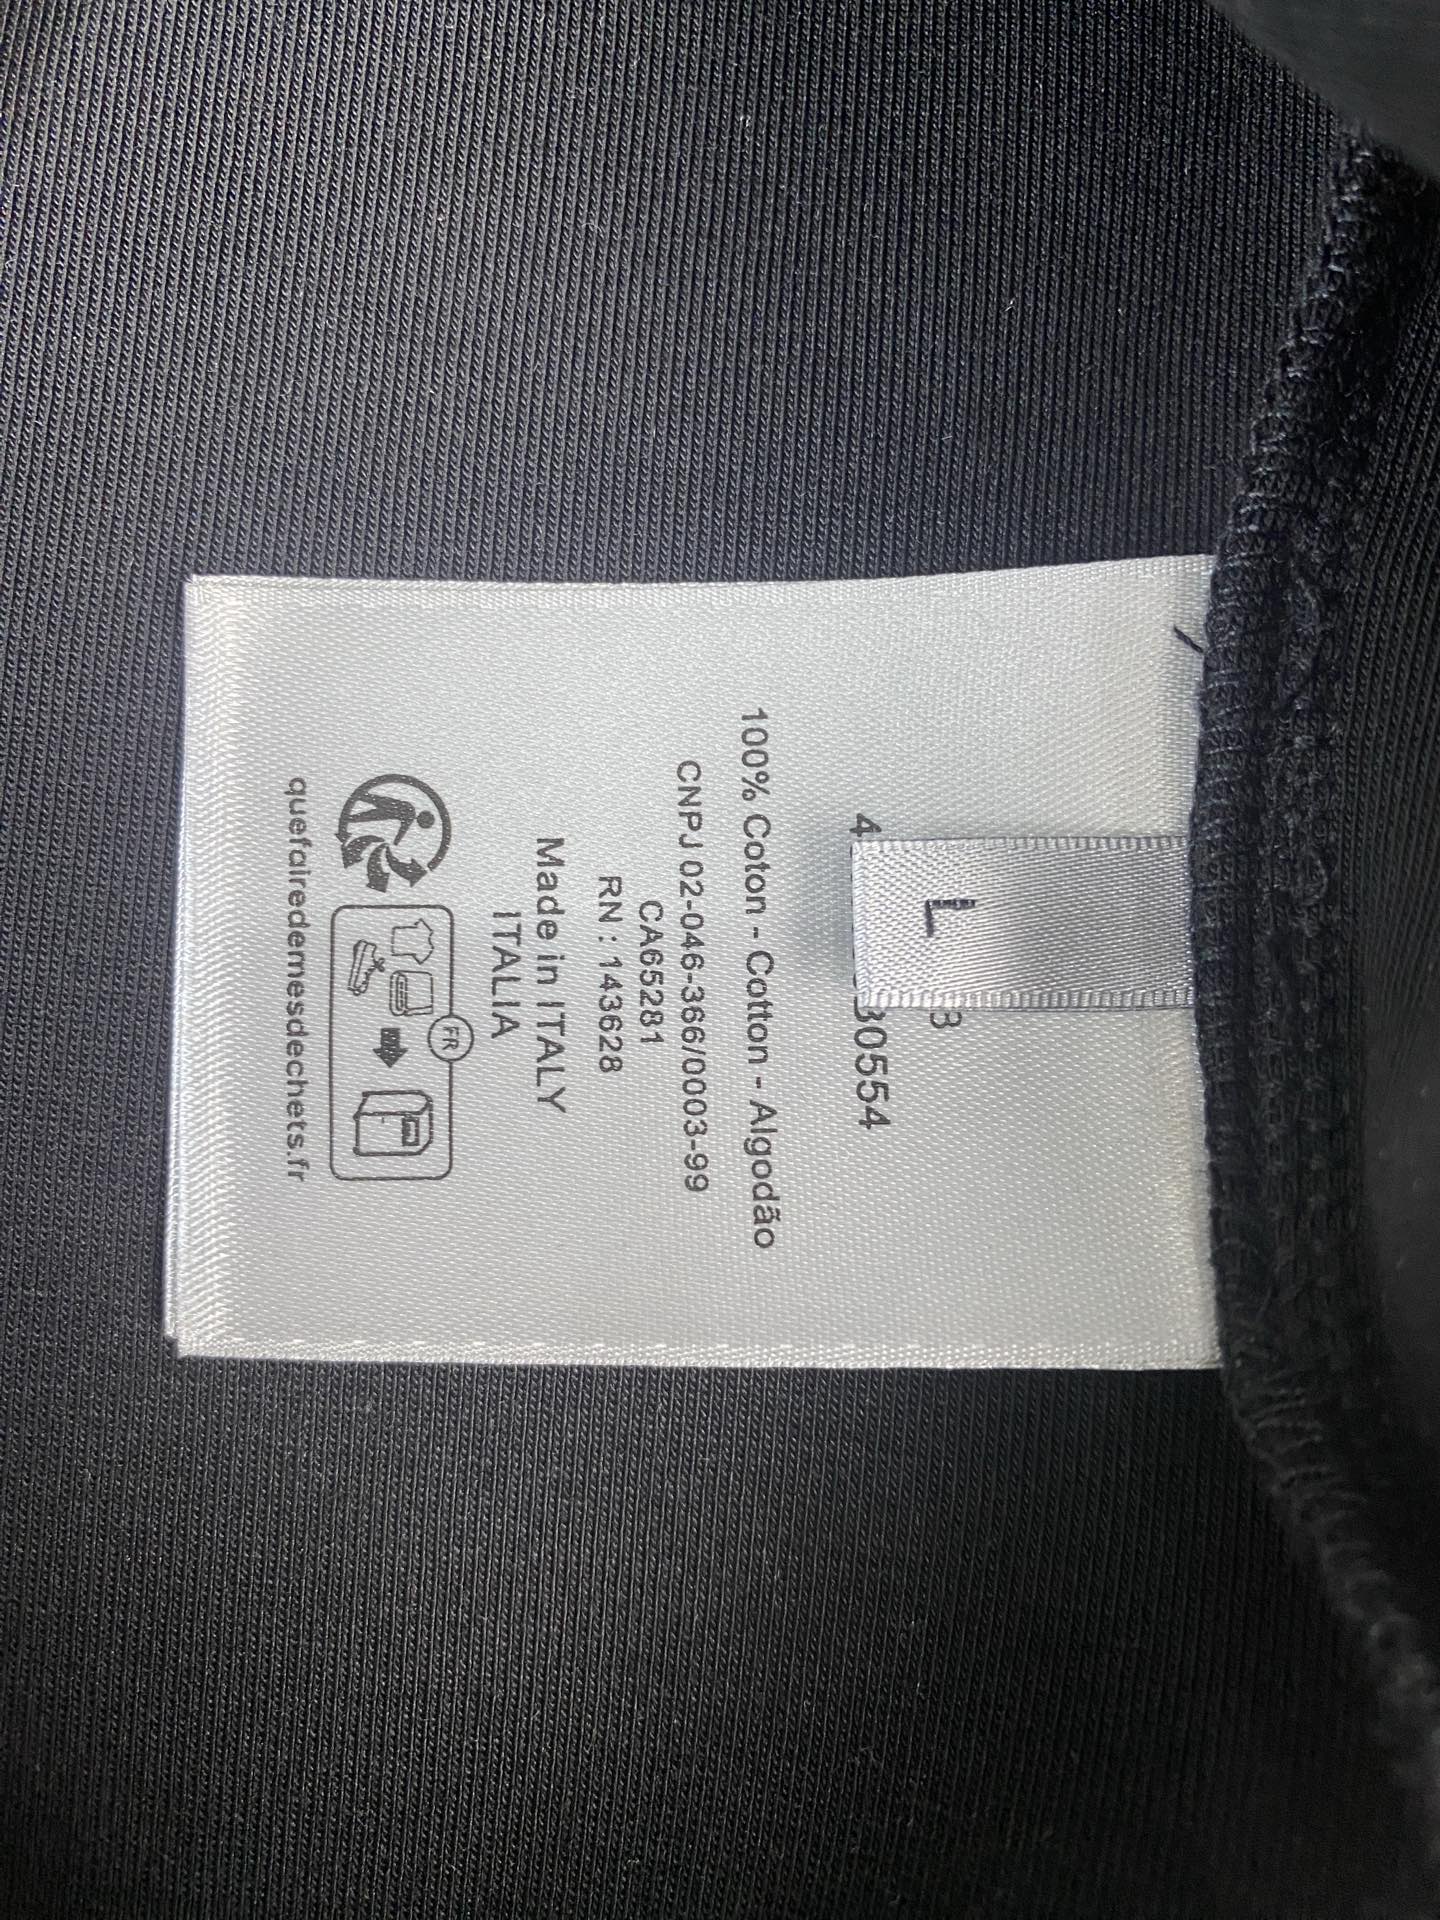 L
3
4 30554
100% Coton - Cotton - Algodão
CNPJ 02-046-366/0003-99
CA65281
RN : 143628
Made in ITALY
ITALIA
FR
quefairedemesdechets.fr